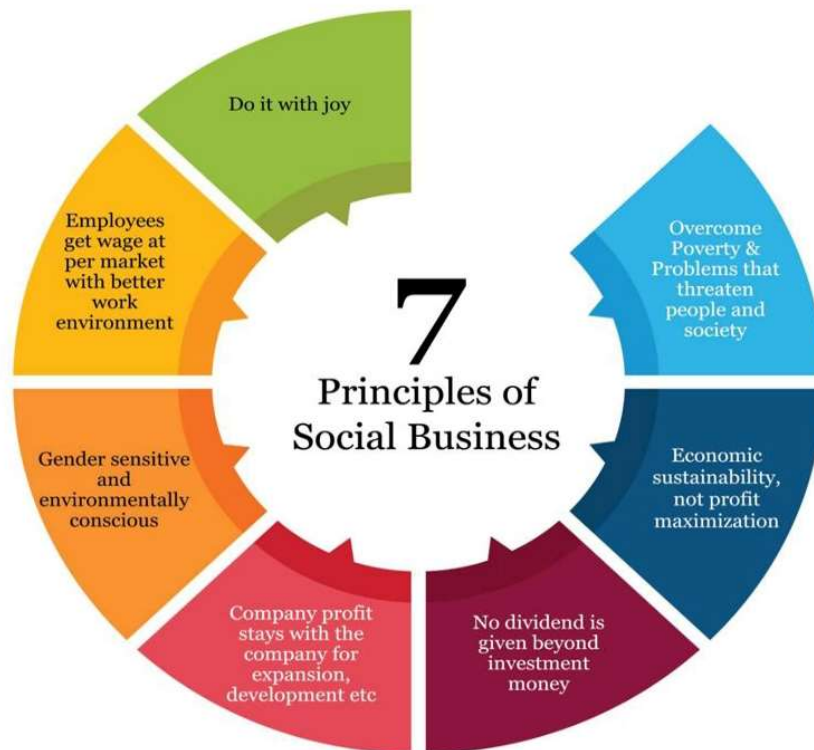 7
Principles of
Social Business
Overcome
Poverty &
Problems that
threaten
people and
society
Economic
sustainability,
not profit
maximization
No dividend is
given beyond
investment
money
Company profit
stays with the
company for
expansion,
development etc
Gender sensitive
and
environmentally
conscious
Employees
get wage at
per market
with better
work
environment
Do it with joy